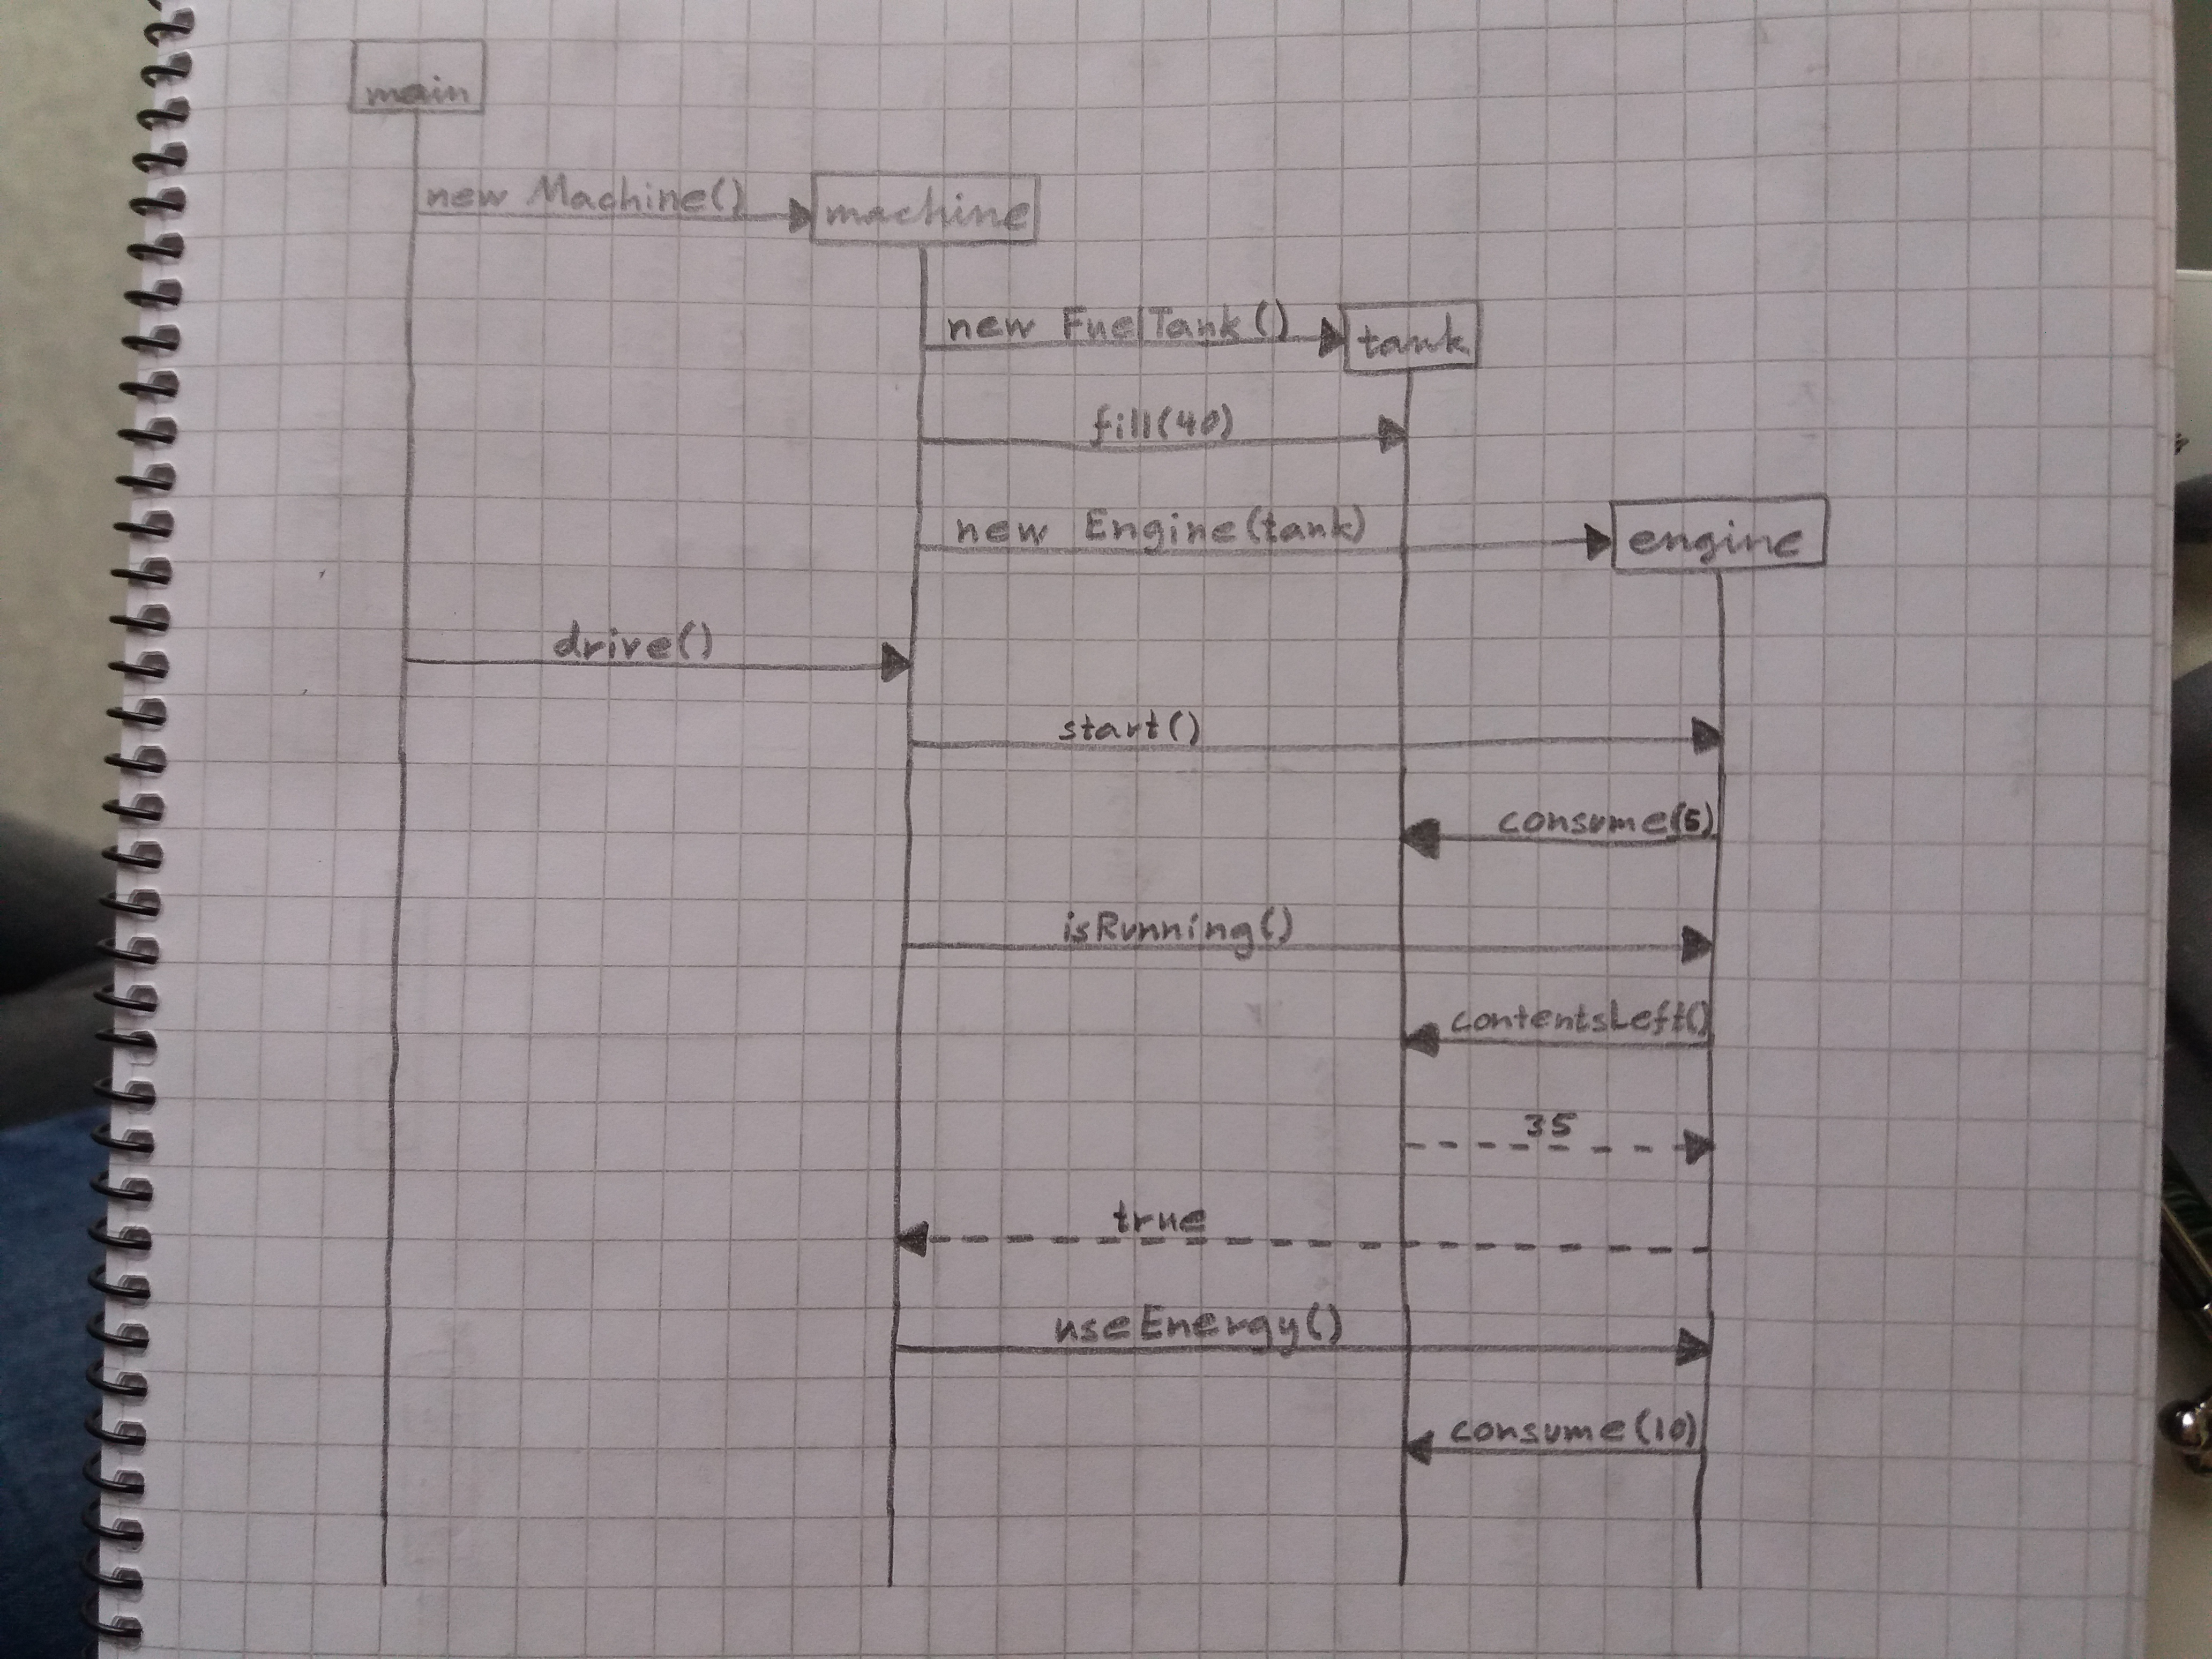 main
new Machine()
machine
new FuelTank()
tank
fill(40)
new Engine(tank)
engine
drive()
start()
consume(5)
isRunning()
contentsLeft()
35
true
useEnergy()
consume(10)